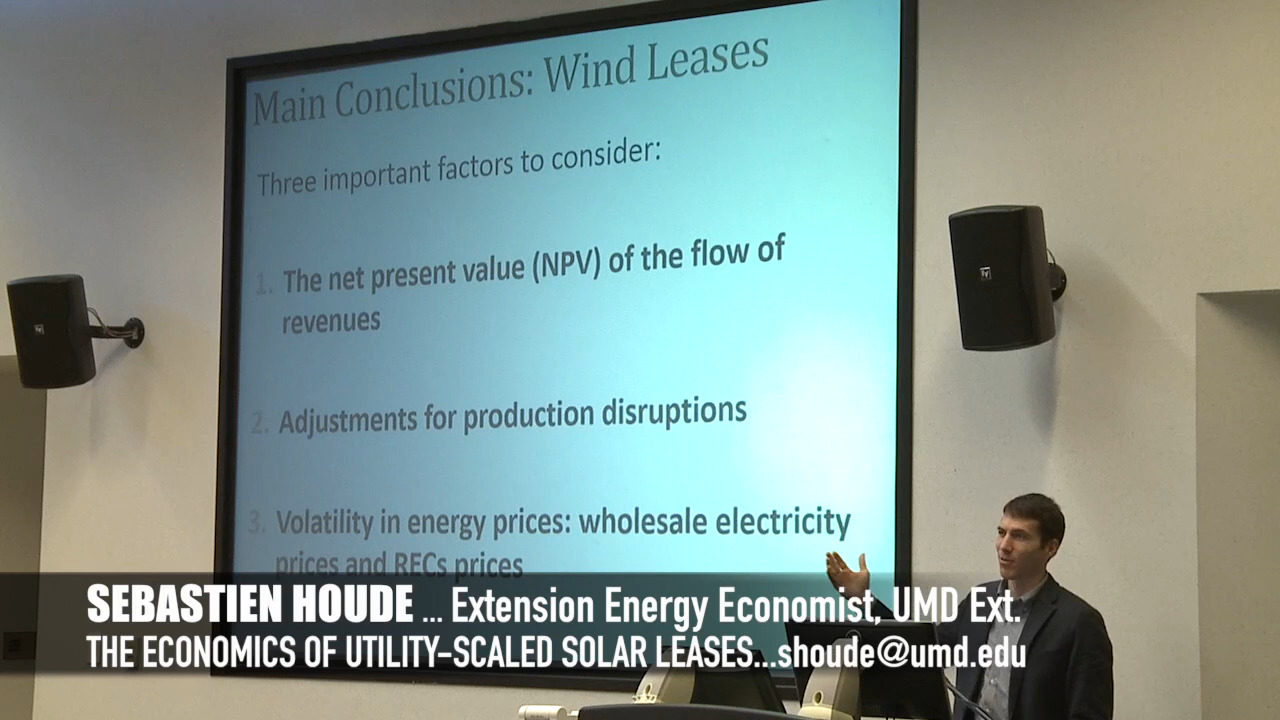 Main Conclusions: Wind Leases
Three important factors to consider:
1. The net present value (NPV) of the flow of
revenues
2. Adjustments for production disruptions
3. Volatility in energy prices: wholesale electricity
prices and RECs prices
SEBASTIEN HOUDE ... Extension Energy Economist, UMD Ext.
THE ECONOMICS OF UTILITY-SCALED SOLAR LEASES...shoude@umd.edu